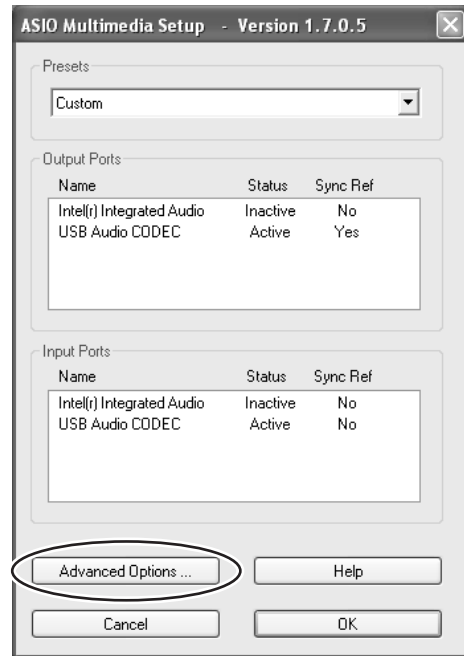 ASIO Multimedia Setup - Version 1.7.0.5
Presets
Custom
Output Ports
Name Status Sync Ref
Intel(r) Integrated Audio Inactive No
USB Audio CODEC Active Yes
Input Ports
Name Status Sync Ref
Intel(r) Integrated Audio Inactive No
USB Audio CODEC Active No
Advanced Options ... Help
Cancel OK